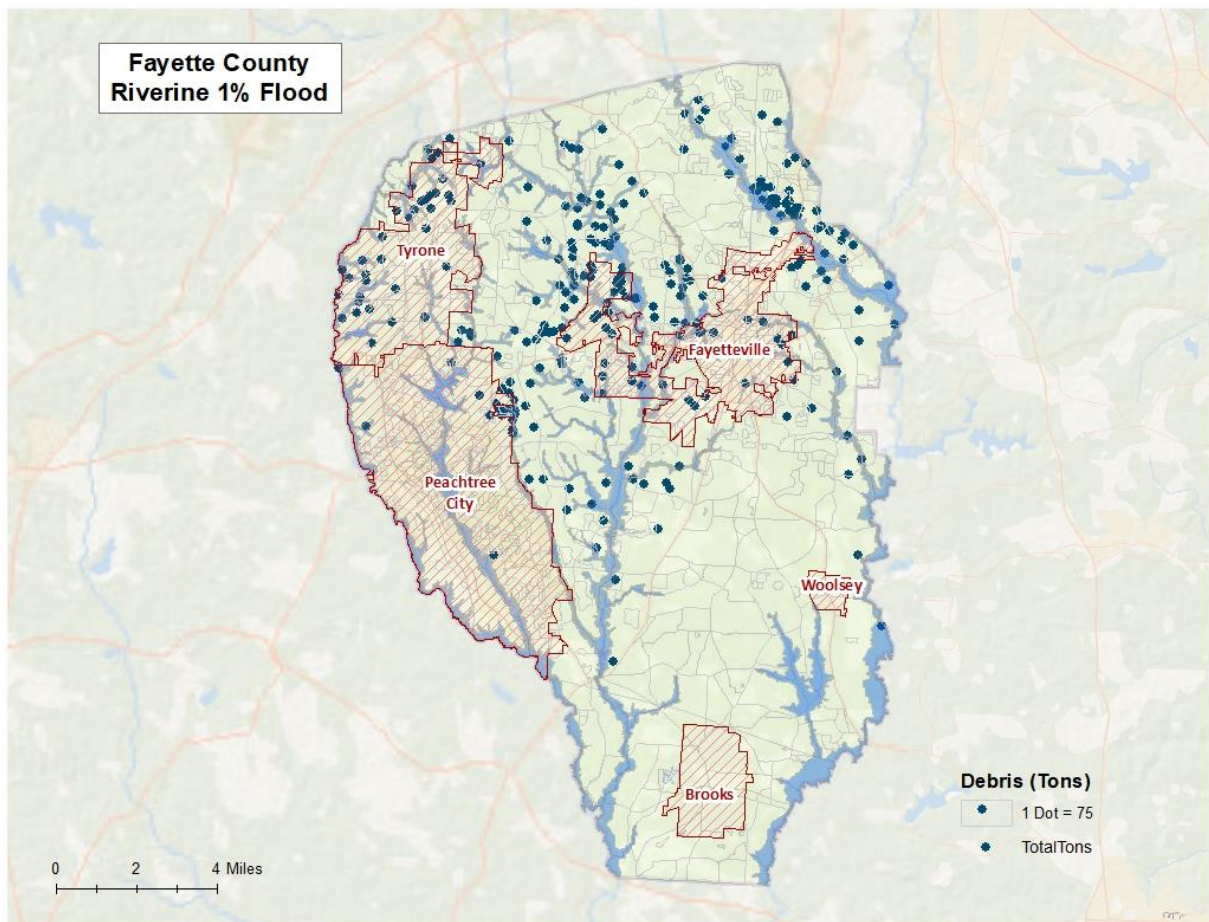 Fayette County
Riverine 1% Flood
Tyrone
Fayetteville
Peachtree
City
Woolsey
Brooks
Debris (Tons)
1 Dot = 75
TotalTons
0 2 4 Miles